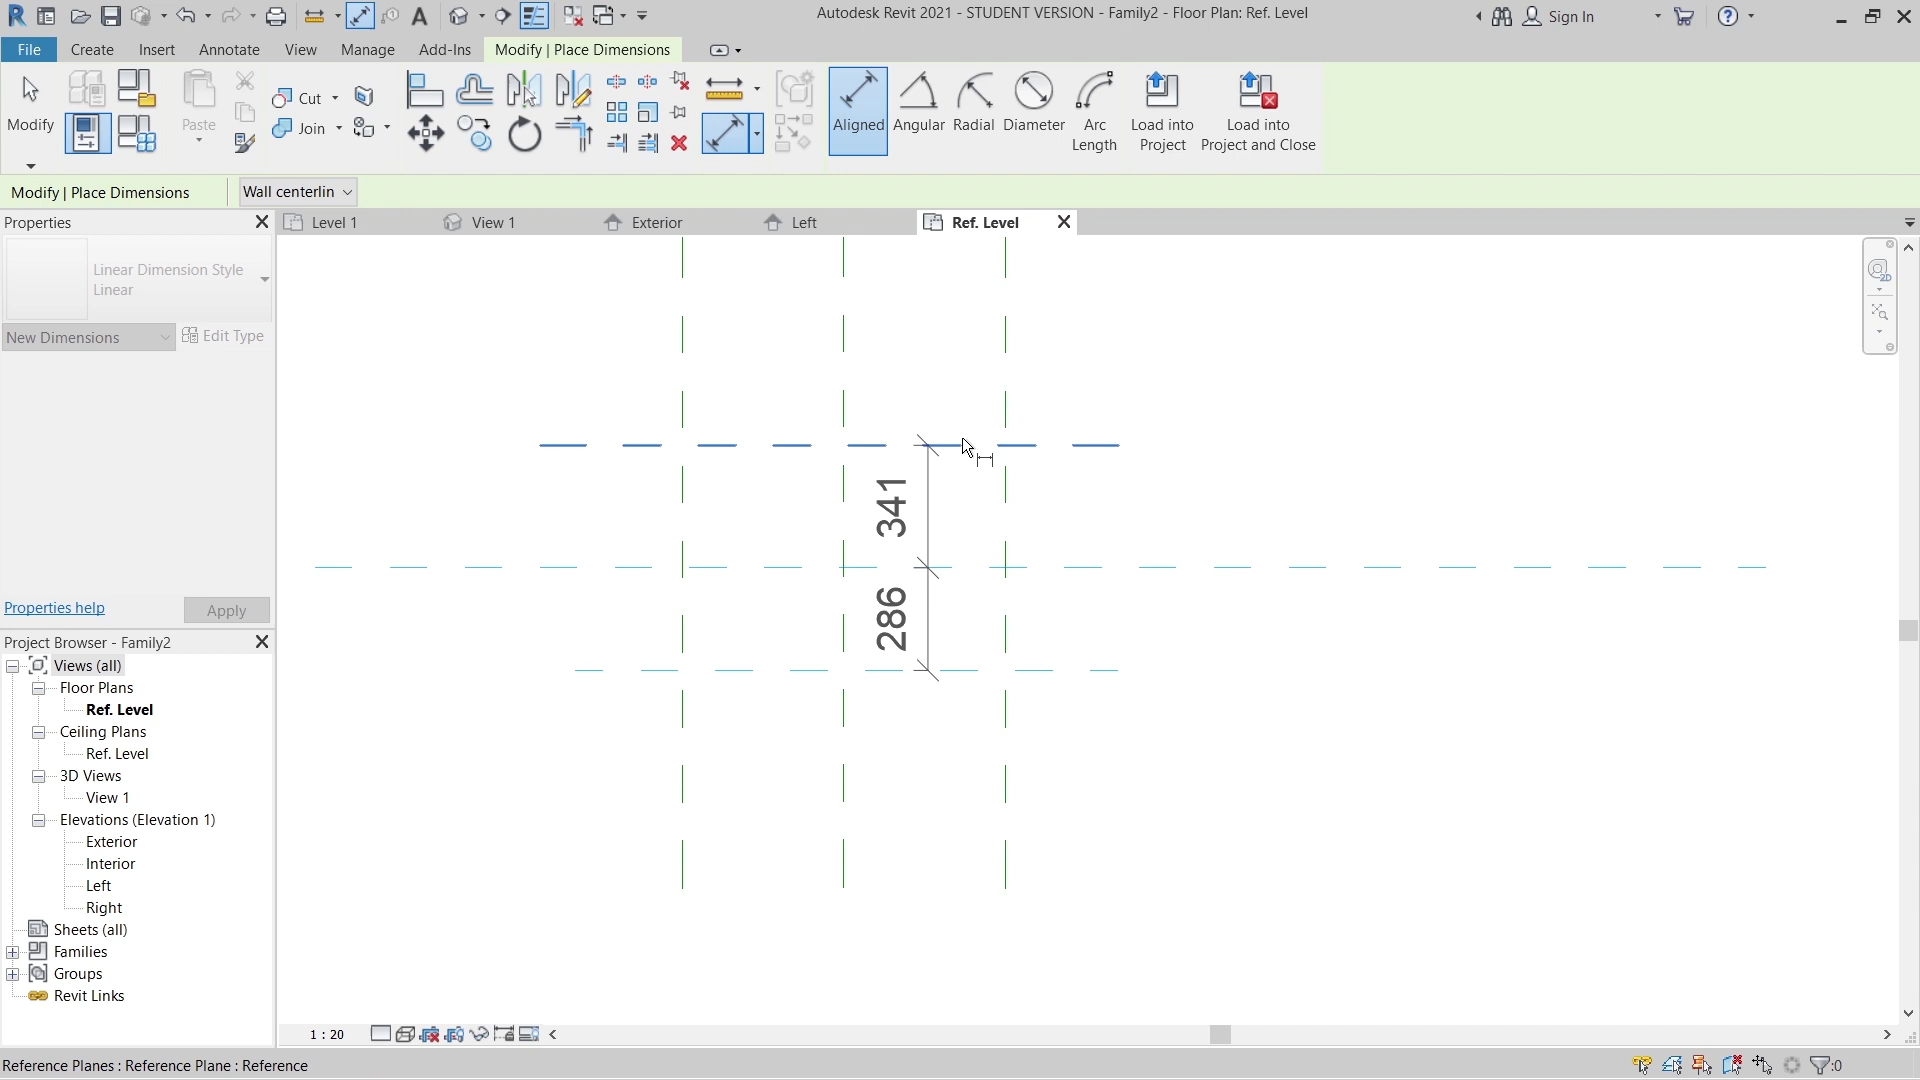 Autodesk Revit 2021 - STUDENT VERSION - Family2 - Floor Plan: Ref. Level
Sign In
File Create Insert Annotate View Manage Add-Ins Modify | Place Dimensions
Modify
Paste
Cut
Join
Aligned Angular Radial Diameter Arc Length Load into Project Load into Project and Close
Modify | Place Dimensions Wall centerlin
Properties
Level 1 View 1 Exterior Left Ref. Level
2D
Linear Dimension Style
Linear
New Dimensions Edit Type
341
286
Properties help Apply
Project Browser - Family2
Views (all)
Floor Plans
Ref. Level
Ceiling Plans
Ref. Level
3D Views
View 1
Elevations (Elevation 1)
Exterior
Interior
Left
Right
Sheets (all)
Families
Groups
Revit Links
1 : 20
Reference Planes : Reference Plane : Reference
:0